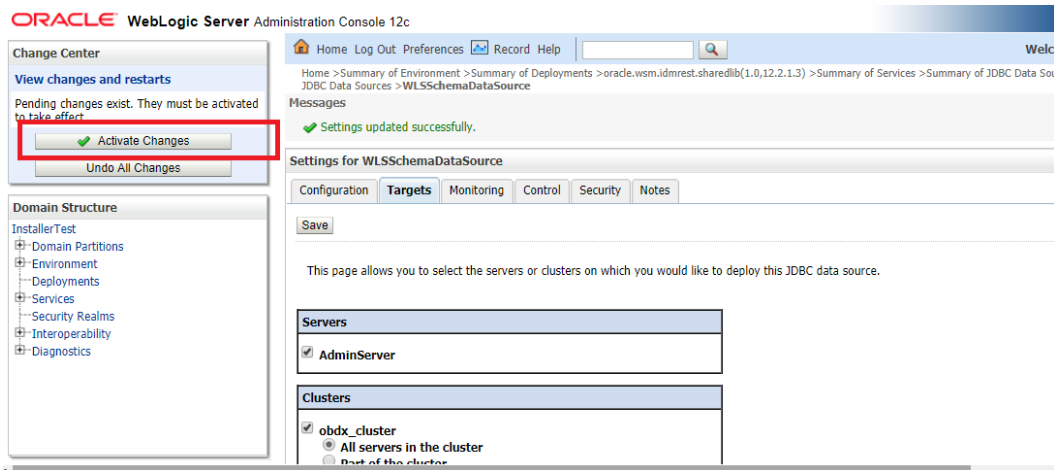 ORACLE WebLogic Server Administration Console 12c
Change Center
View changes and restarts
Pending changes exist. They must be activated
to take effect
Activate Changes
Undo All Changes
Domain Structure
InstallerTest
Domain Partitions
Environment
Deployments
Services
Security Realms
Interoperability
Diagnostics
Home Log Out Preferences Record Help
Welc
Home >Summary of Environment >Summary of Deployments >oracle.wsm.idmrest.sharedlib(1.0,12.2.1.3) >Summary of Services >Summary of JDBC Data Sou
JDBC Data Sources >WLSSchemaDataSource
Messages
Settings updated successfully.
Settings for WLSSchemaDataSource
Configuration Targets Monitoring Control Security Notes
Save
This page allows you to select the servers or clusters on which you would like to deploy this JDBC data source.
Servers
AdminServer
Clusters
obdx_cluster
All servers in the cluster
Part of the cluster